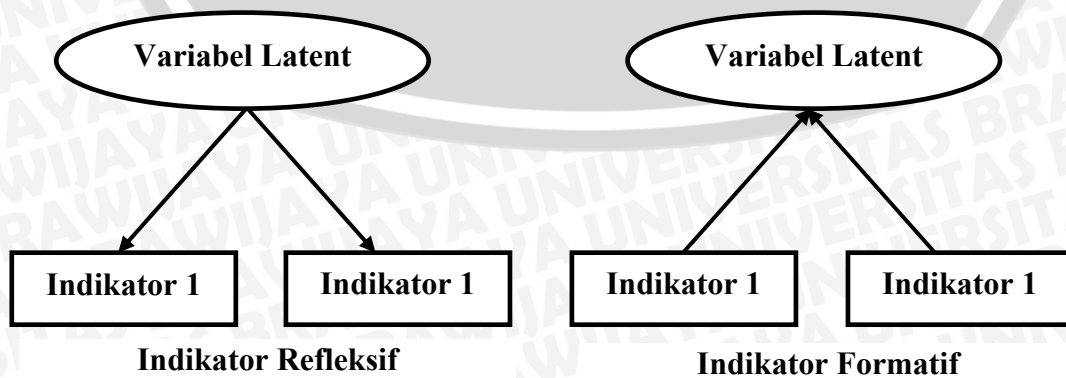 Variabel Latent
Variabel Latent
Indikator 1
Indikator 1
Indikator 1
Indikator 1
Indikator Refleksif
Indikator Formatif